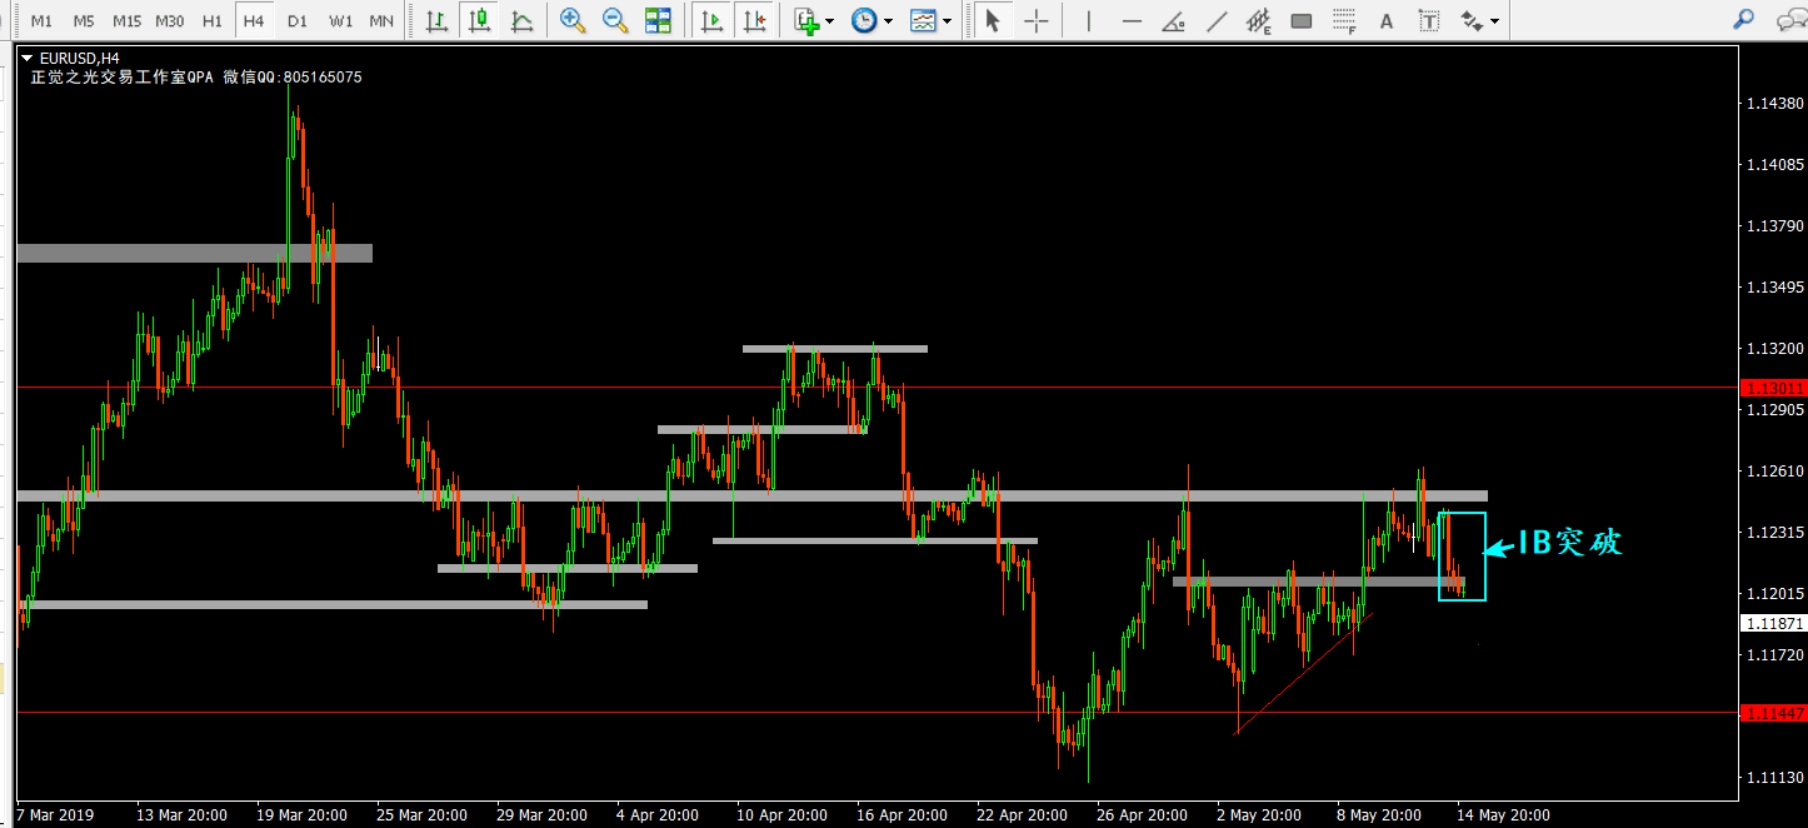 M1 M5 M15 M30 H1 H4 D1 W1 MN
E F A T
EURUSD,H4
正觉之光交易工作室QPA 微信QQ:805165075
1.14380
1.14085
1.13790
1.13495
1.13200
1.13011
1.12905
1.12610
1.12315
IB突破
1.12015
1.11871
1.11720
1.11447
1.11130
7 Mar 2019 13 Mar 20:00 19 Mar 20:00 25 Mar 20:00 29 Mar 20:00 4 Apr 20:00 10 Apr 20:00 16 Apr 20:00 22 Apr 20:00 26 Apr 20:00 2 May 20:00 8 May 20:00 14 May 20:00